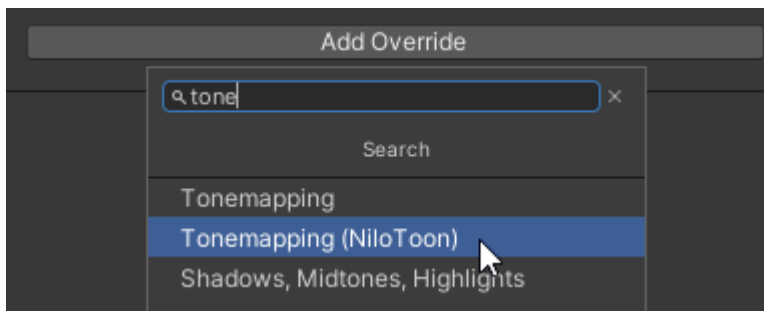 Add Override
tone
Search
Tonemapping
Tonemapping (NiloToon)
Shadows, Midtones, Highlights